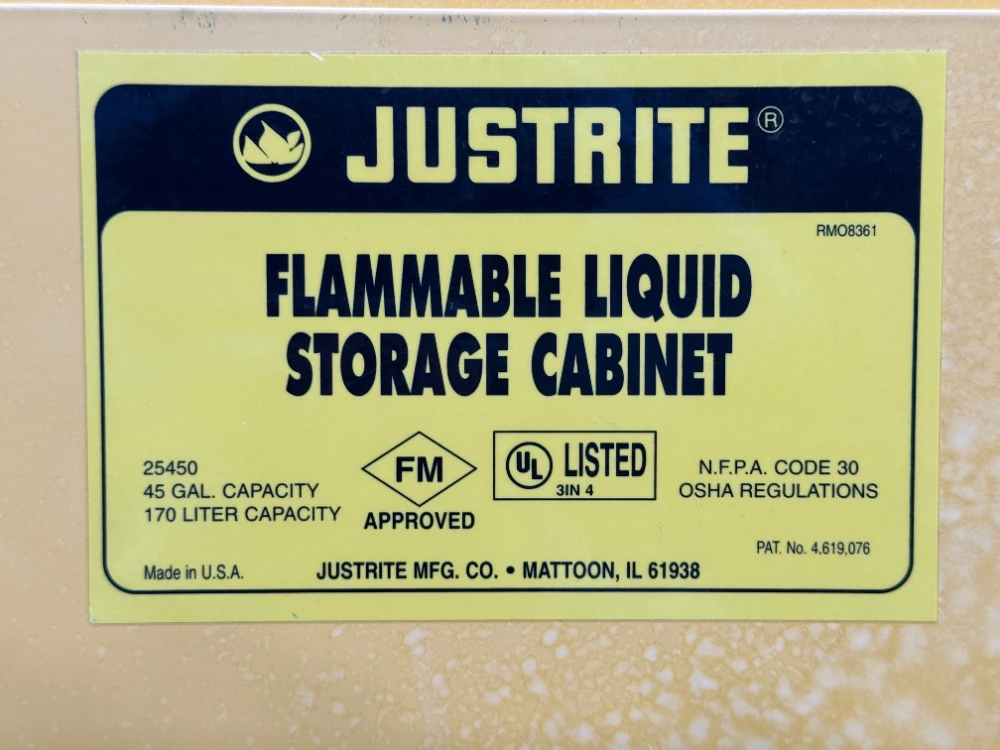 JUSTRITE®
RMO8361
FLAMMABLE LIQUID
STORAGE CABINET
25450
45 GAL. CAPACITY
170 LITER CAPACITY
FM
APPROVED
UL LISTED
3IN 4
N.F.P.A. CODE 30
OSHA REGULATIONS
PAT. No. 4,619,076
Made in U.S.A.
JUSTRITE MFG. CO. • MATTOON, IL 61938